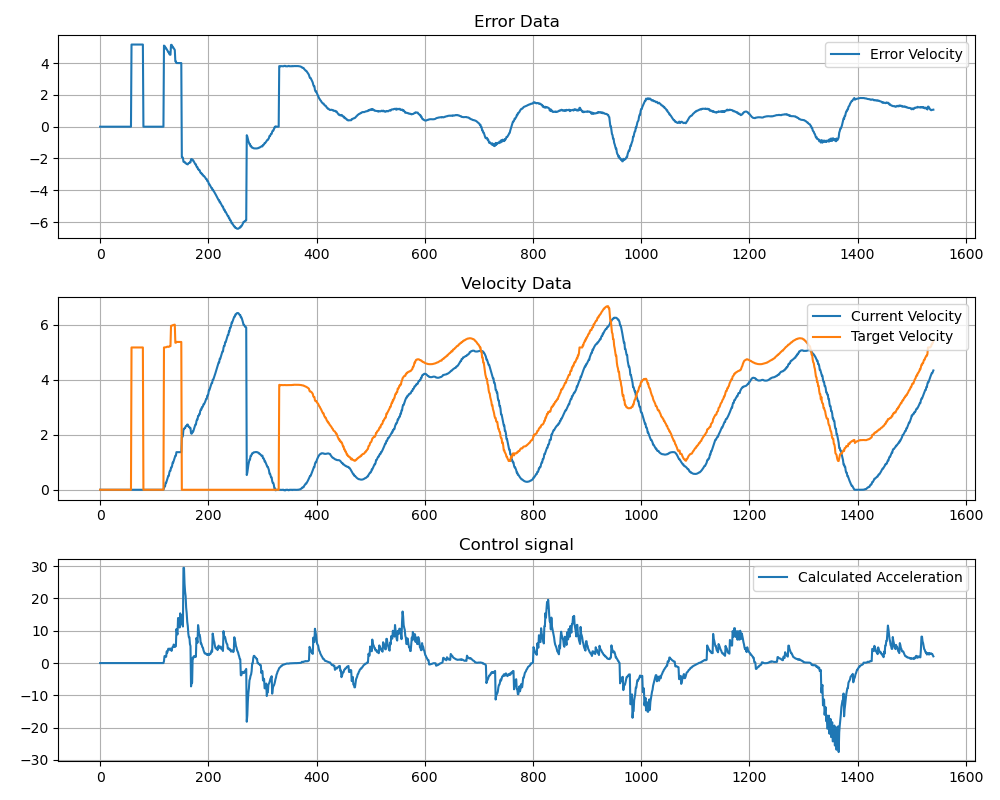 Error Data
Error Velocity
4
2
0
−2
−4
−6
0 200 400 600 800 1000 1200 1400 1600
Velocity Data
Current Velocity
Target Velocity
6
4
2
0
0 200 400 600 800 1000 1200 1400 1600
Control signal
Calculated Acceleration
30
20
10
0
−10
−20
−30
0 200 400 600 800 1000 1200 1400 1600